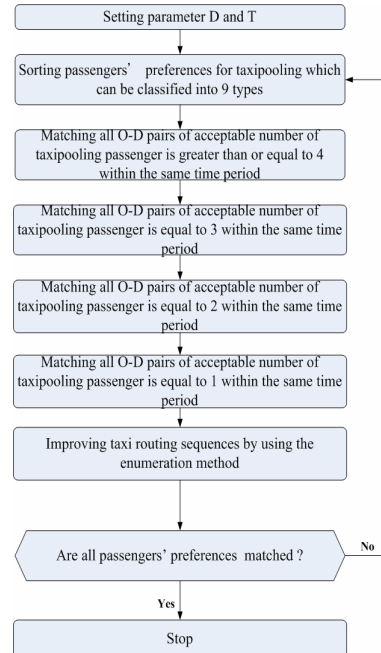 Setting parameter D and T
Sorting passengers’ preferences for taxipooling which
can be classified into 9 types
Matching all O-D pairs of acceptable number of
taxipooling passenger is greater than or equal to 4
within the same time period
Matching all O-D pairs of acceptable number of
taxipooling passenger is equal to 3 within the same time
period
Matching all O-D pairs of acceptable number of
taxipooling passenger is equal to 2 within the same time
period
Matching all O-D pairs of acceptable number of
taxipooling passenger is equal to 1 within the same time
period
Improving taxi routing sequences by using the
enumeration method
Are all passengers’ preferences matched ?
No
Yes
Stop